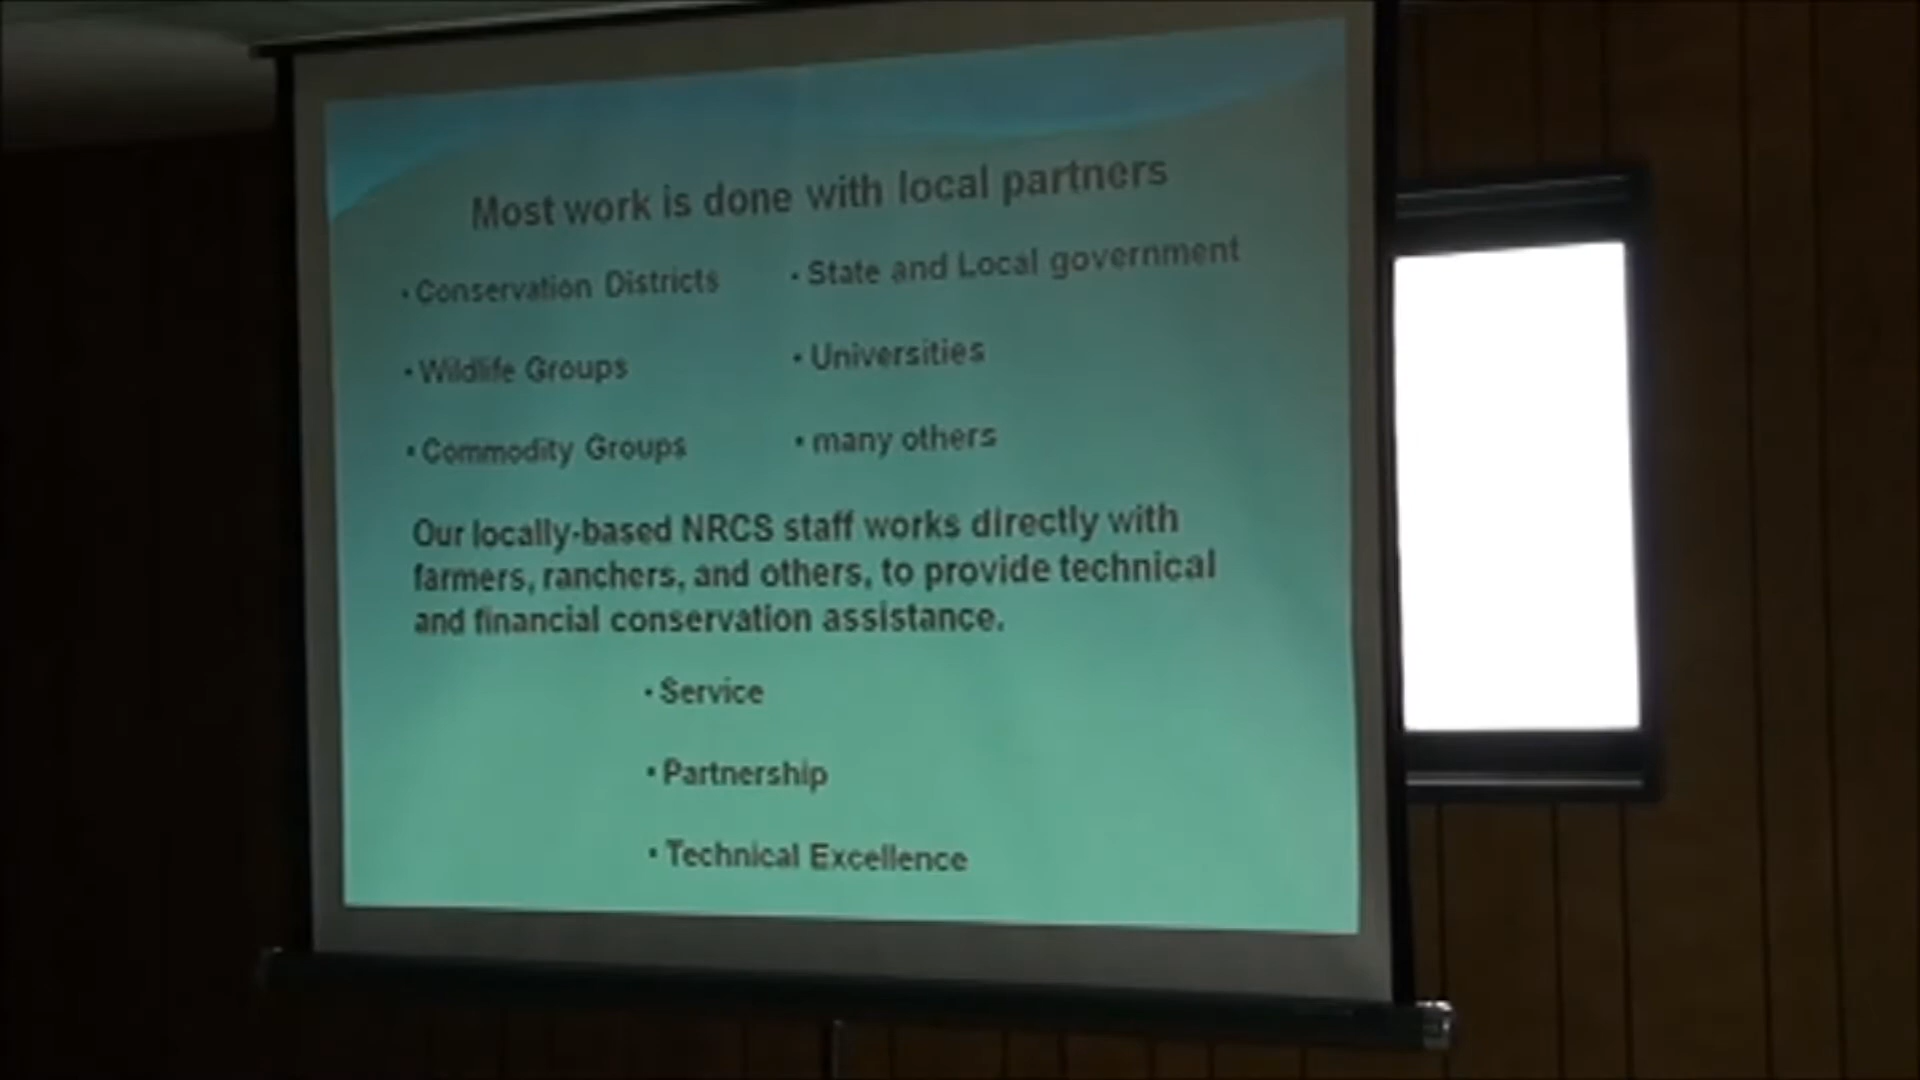 Most work is done with local partners
• Conservation Districts
• State and Local government
• Wildlife Groups
• Universities
• Commodity Groups
• many others
Our locally-based NRCS staff works directly with
farmers, ranchers, and others, to provide technical
and financial conservation assistance.
• Service
• Partnership
• Technical Excellence